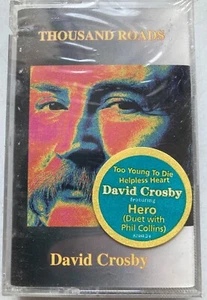 THOUSAND ROADS
Too Young To Die
Helpless Heart
David Crosby
featuring
Hero
(Duet with
Phil Collins)
David Crosby